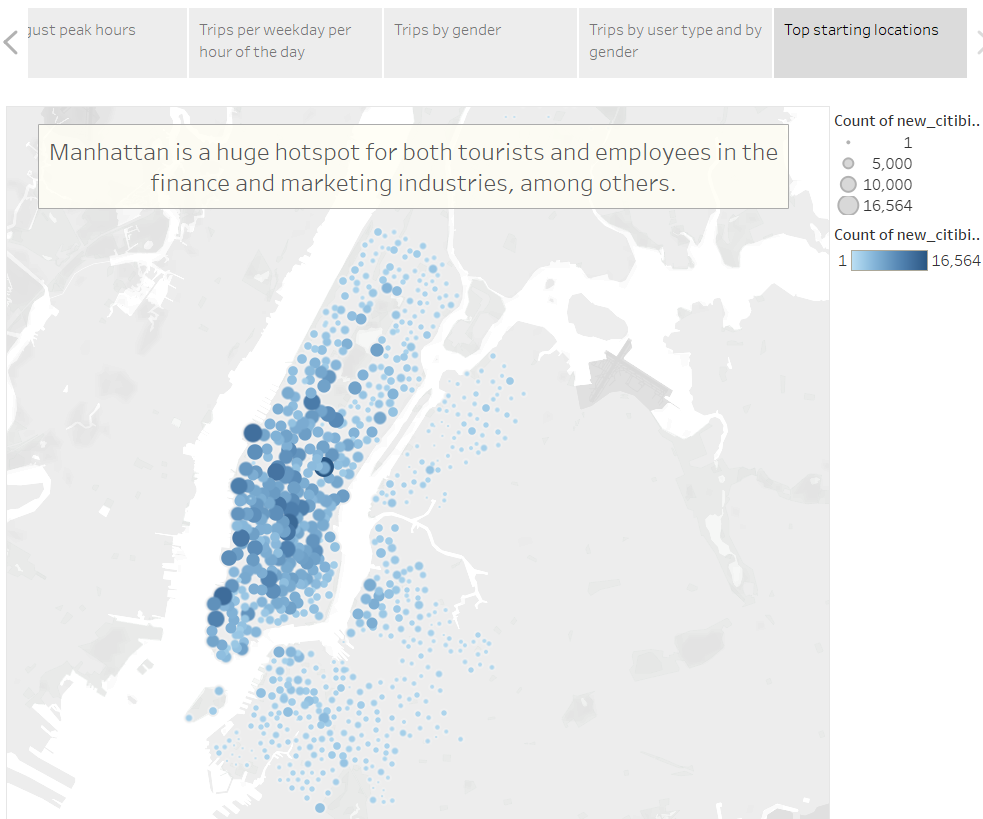 gust peak hours
Trips per weekday per
hour of the day
Trips by gender
Trips by user type and by
gender
Top starting locations
Manhattan is a huge hotspot for both tourists and employees in the
finance and marketing industries, among others.
Count of new_citibi..
1
5,000
10,000
16,564
Count of new_citibi..
1 16,564